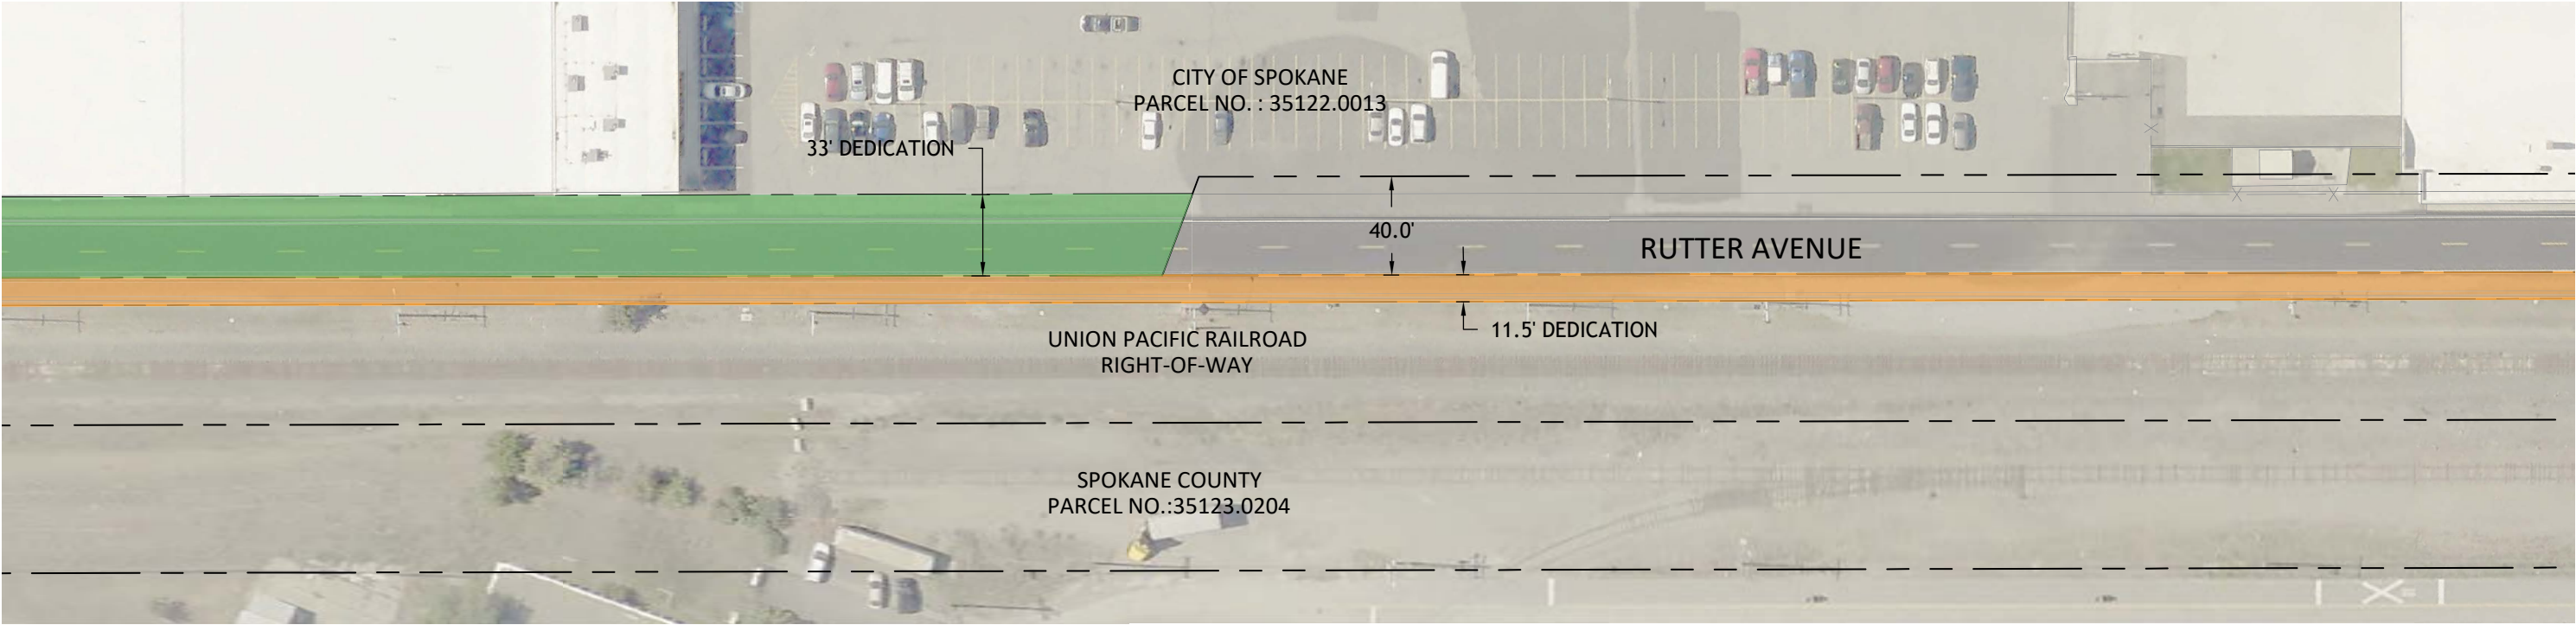 CITY OF SPOKANE
PARCEL NO. : 35122.0013
33' DEDICATION
40.0'
RUTTER AVENUE
11.5' DEDICATION
UNION PACIFIC RAILROAD
RIGHT-OF-WAY
SPOKANE COUNTY
PARCEL NO.:35123.0204